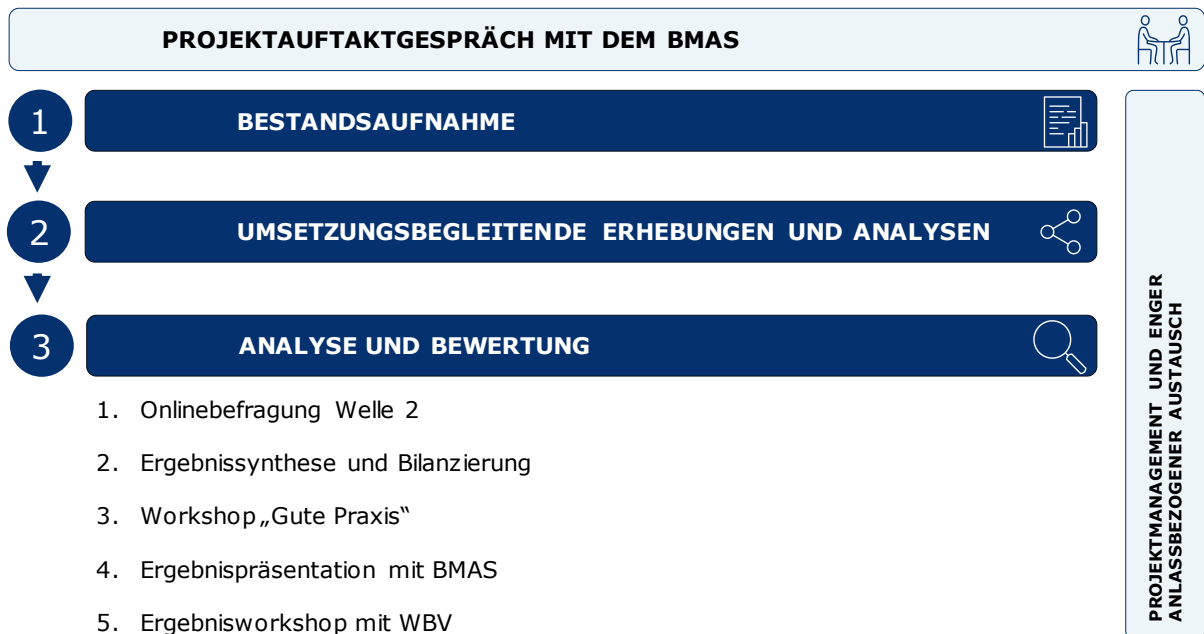 PROJEKTAUFTAKTGESPRÄCH MIT DEM BMAS
1
BESTANDSAUFNAHME
2
UMSETZUNGSBEGLEITENDE ERHEBUNGEN UND ANALYSEN
3
ANALYSE UND BEWERTUNG
1. Onlinebefragung Welle 2
2. Ergebnissynthese und Bilanzierung
3. Workshop „Gute Praxis“
4. Ergebnispräsentation mit BMAS
5. Ergebnisworkshop mit WBV
PROJEKTMANAGEMENT UND ENGER
ANLASSBEZOGENER AUSTAUSCH